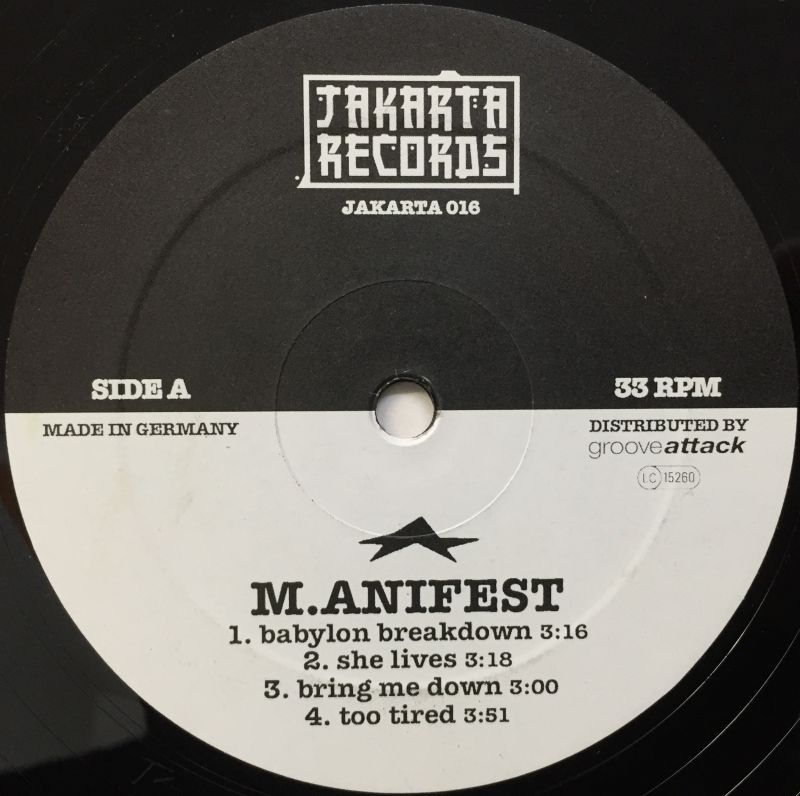 JAKARTA
RECORDS
JAKARTA 016
SIDE A
33 RPM
MADE IN GERMANY
DISTRIBUTED BY
grooveattack
LC 15260
M.ANIFEST
1. babylon breakdown 3:16
2. she lives 3:18
3. bring me down 3:00
4. too tired 3:51